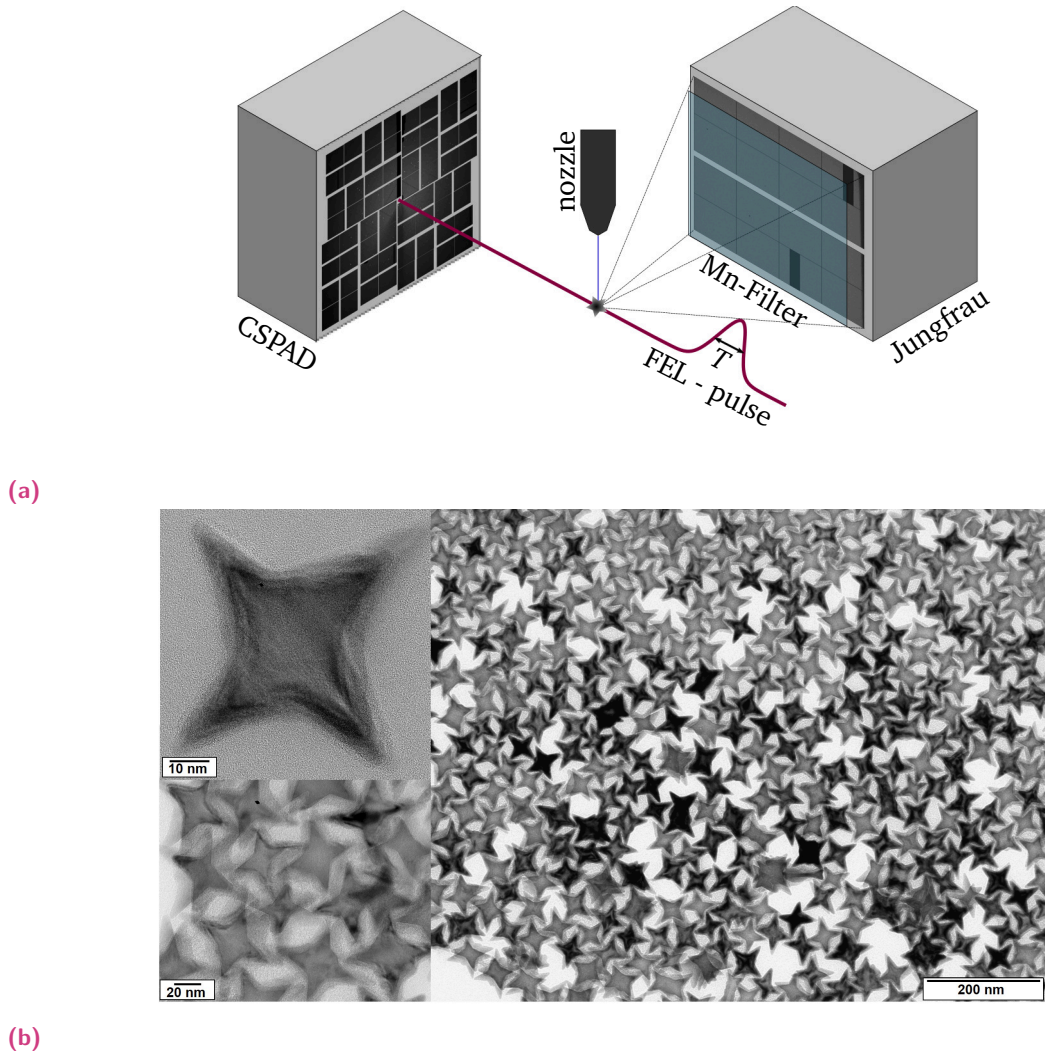 nozzle
CSPAD
Mn-Filter
Jungfrau
T
FEL - pulse
(a)
10 nm
20 nm
200 nm
(b)